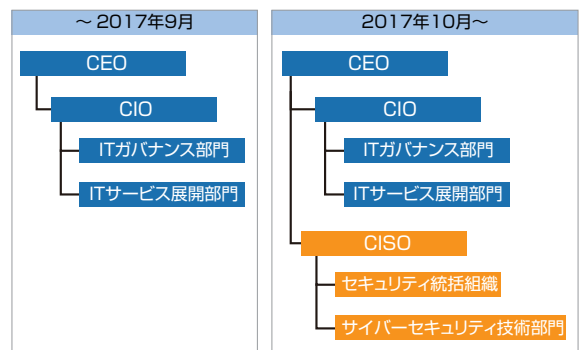 ～ 2017年9月
CEO
CIO
ITガバナンス部門
ITサービス展開部門
2017年10月～
CEO
CIO
ITガバナンス部門
ITサービス展開部門
CISO
セキュリティ統括組織
サイバーセキュリティ技術部門